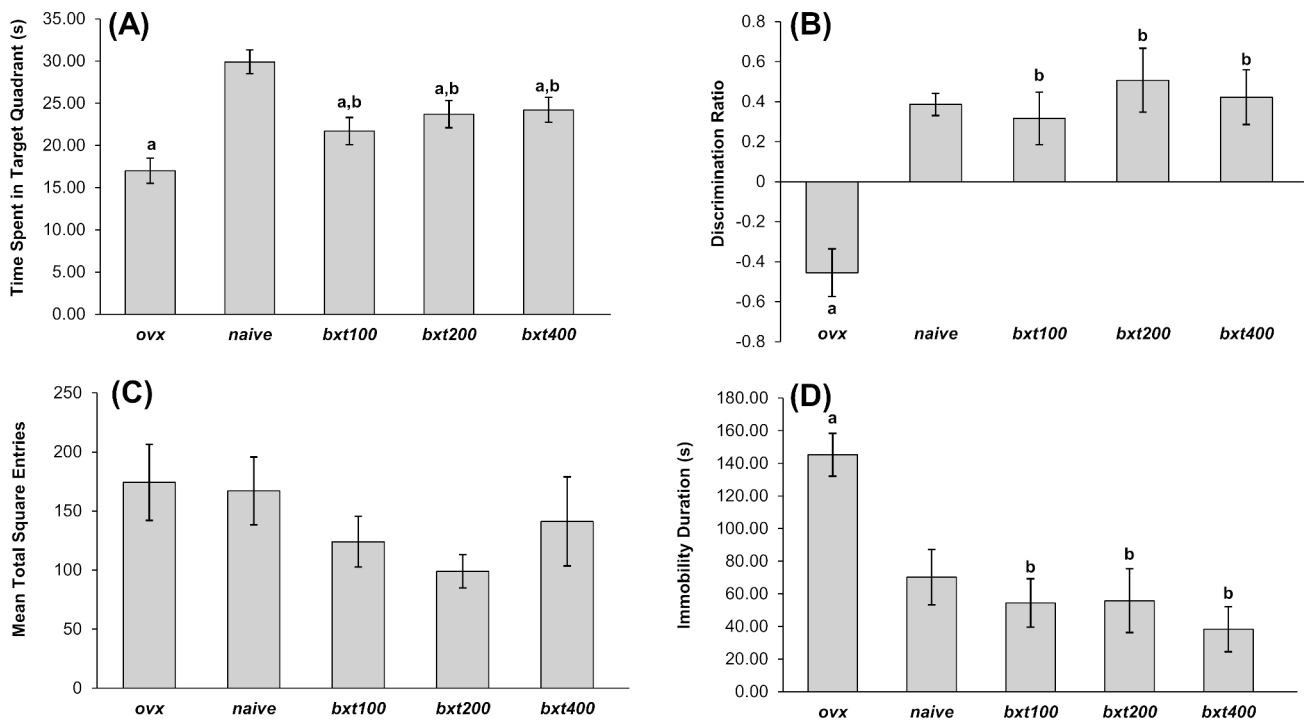 (A)
Time Spent in Target Quadrant (s)
35.00
30.00
25.00
20.00
15.00
10.00
5.00
0.00
a
a,b
a,b
a,b
ovx naive bxt100 bxt200 bxt400
(B)
Discrimination Ratio
0.8
0.6
0.4
0.2
0
-0.2
-0.4
-0.6
-0.8
a
b
b
b
ovx naive bxt100 bxt200 bxt400
(C)
Mean Total Square Entries
250
200
150
100
50
0
ovx naive bxt100 bxt200 bxt400
(D)
Immobility Duration (s)
180.00
160.00
140.00
120.00
100.00
80.00
60.00
40.00
20.00
0.00
a
b
b
b
ovx naive bxt100 bxt200 bxt400